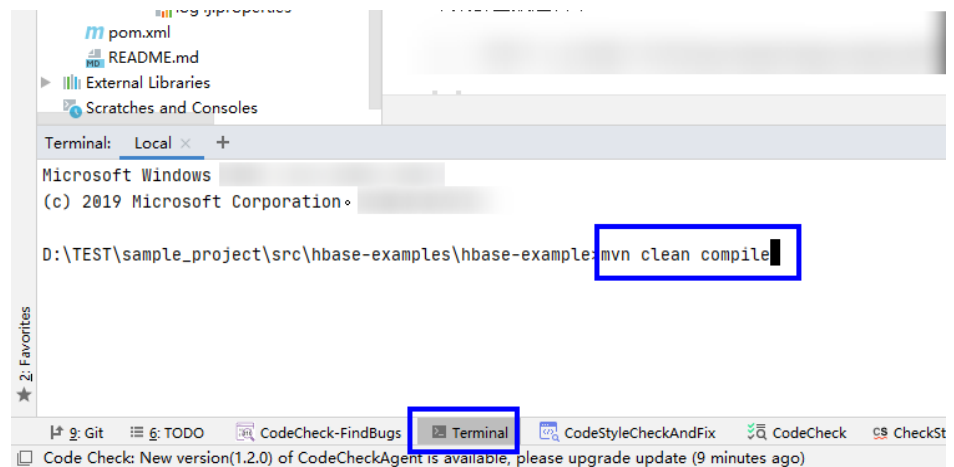 pom.xml
README.md
External Libraries
Scratches and Consoles
Terminal: Local × +
Microsoft Windows
(c) 2019 Microsoft Corporation。
D:\TEST\sample_project\src\hbase-examples\hbase-example>mvn clean compile
2: Favorites
9: Git 6: TODO CodeCheck-FindBugs Terminal CodeStyleCheckAndFix CodeCheck CheckSt
Code Check: New version(1.2.0) of CodeCheckAgent is available, please upgrade update (9 minutes ago)